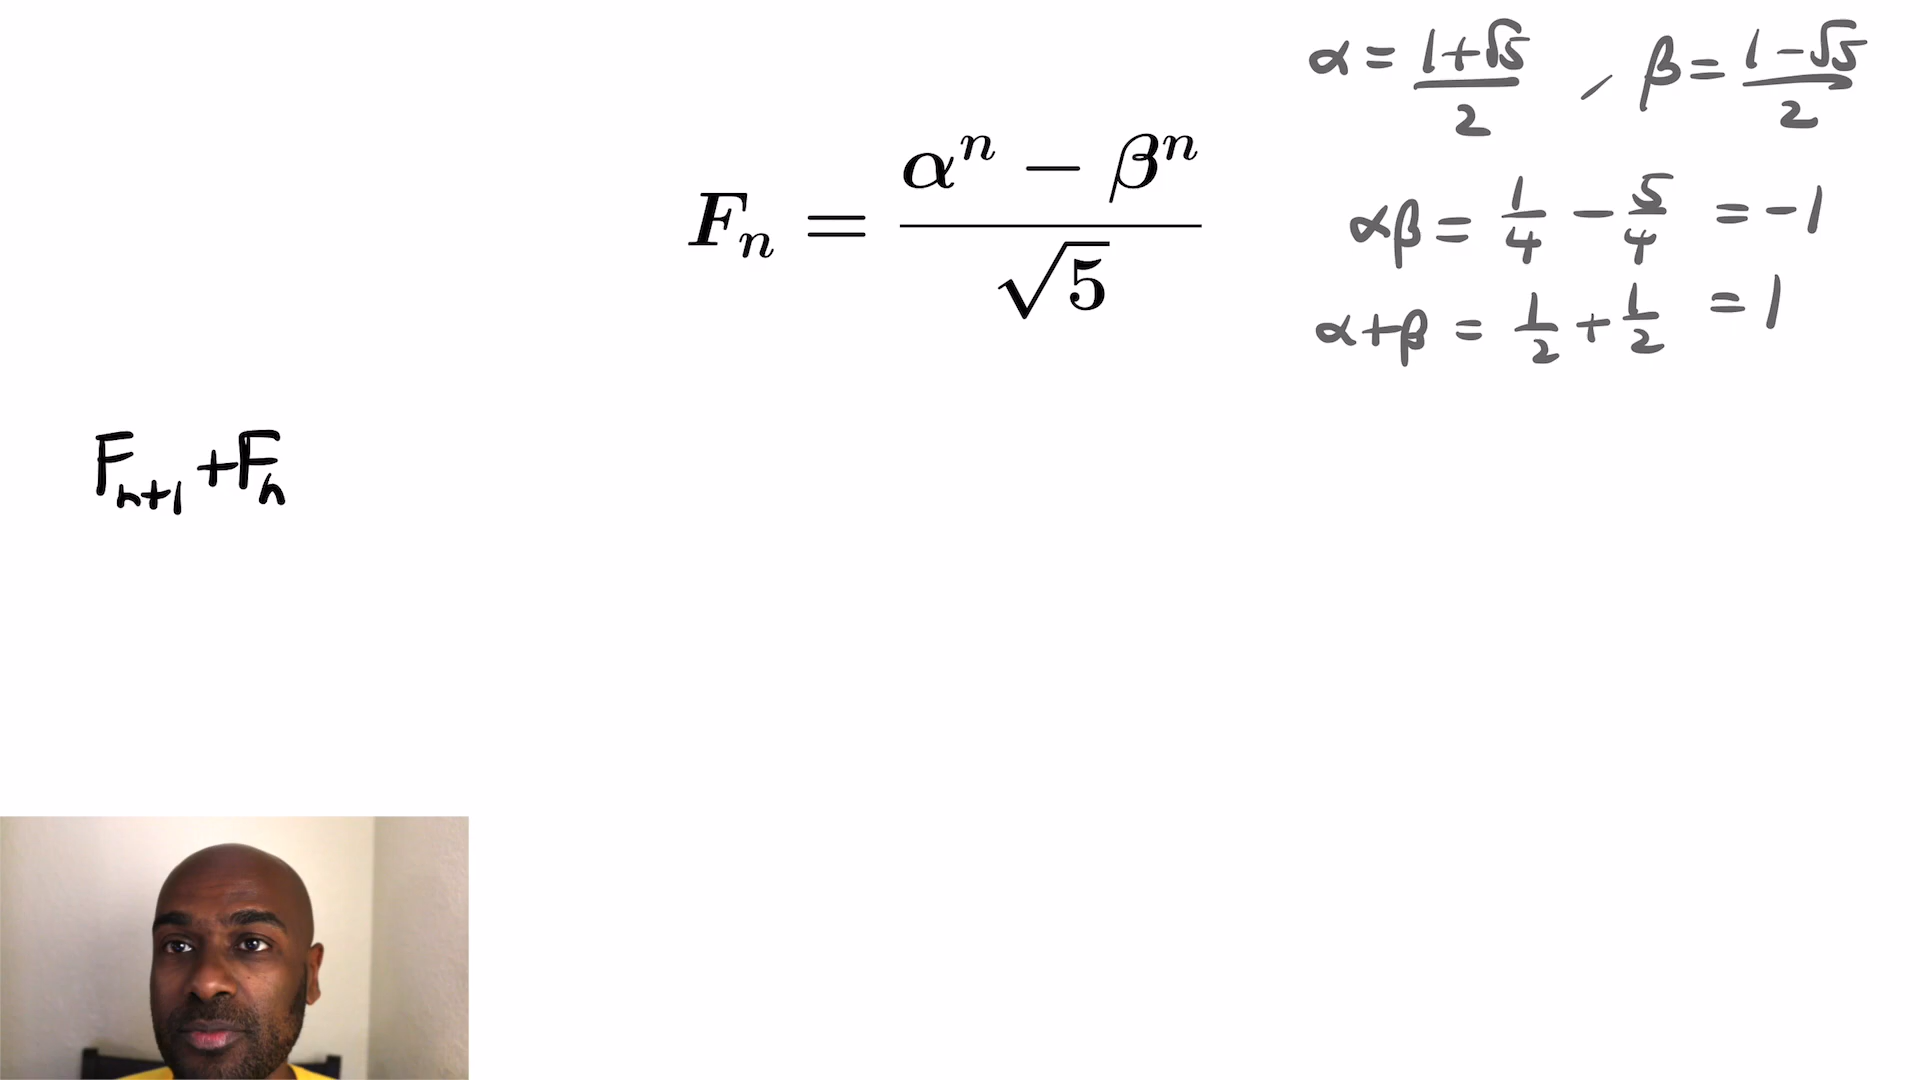 α = (1+√5)/2 , β = (1-√5)/2
F_n = (α^n - β^n)/√5
αβ = 1/4 - 5/4 = -1
α+β = 1/2 + 1/2 = 1
F_{n+1} + F_n